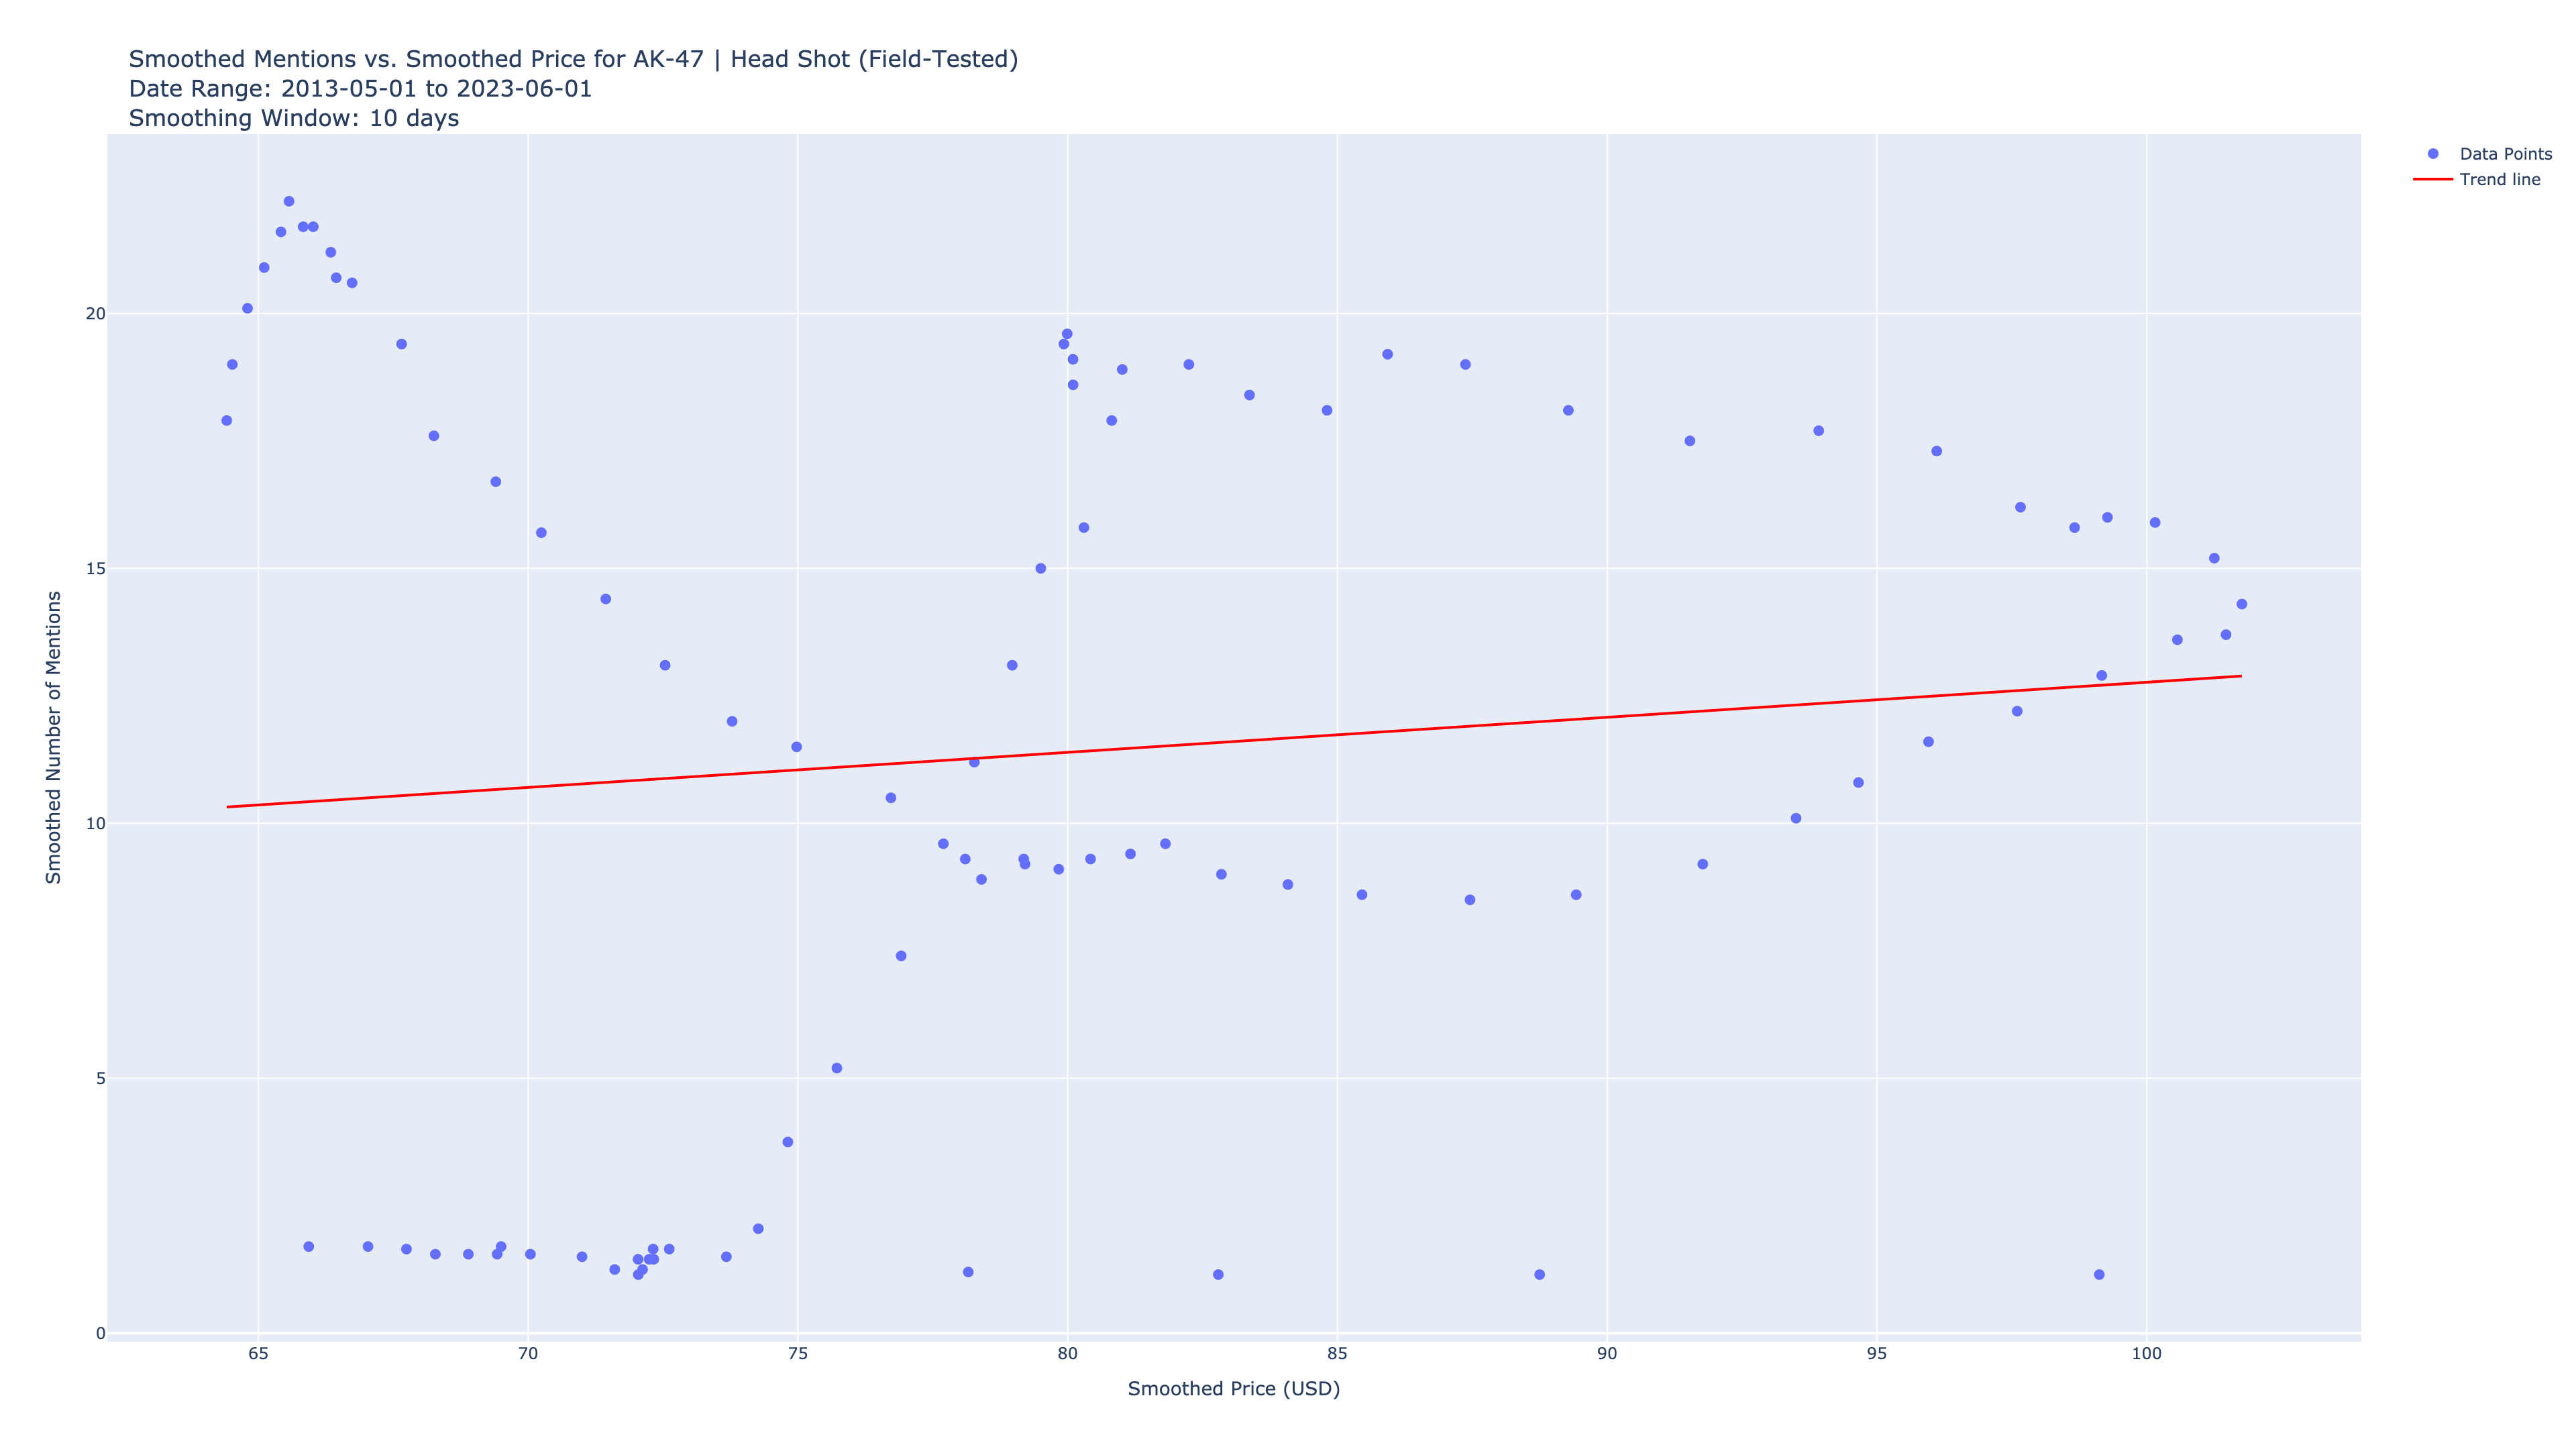 Smoothed Mentions vs. Smoothed Price for AK-47 | Head Shot (Field-Tested)
Date Range: 2013-05-01 to 2023-06-01
Smoothing Window: 10 days
Data Points
Trend line
Smoothed Number of Mentions
20
15
10
5
0
65
70
75
80
85
90
95
100
Smoothed Price (USD)